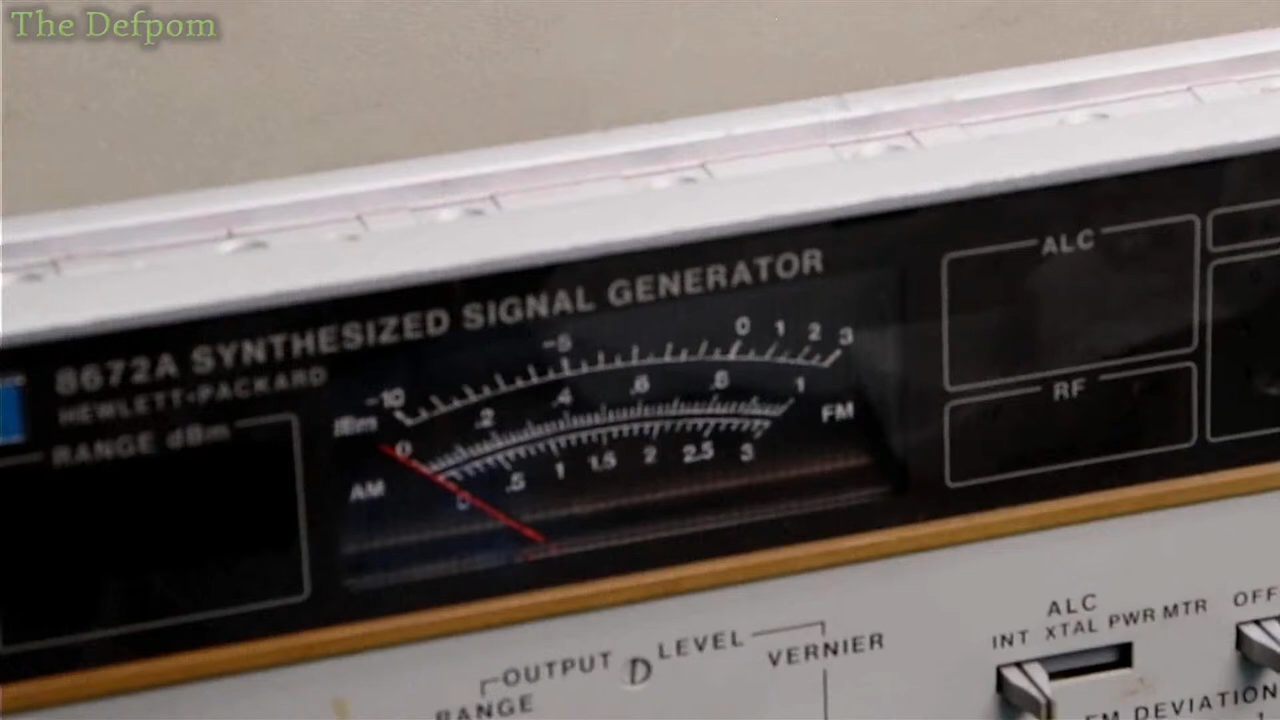 The Defpom
8672A SYNTHESIZED SIGNAL GENERATOR
HEWLETT-PACKARD
RANGE dBm
ALC
RF
-10 -5 0 1 2 3
dBm
0 .2 .4 .6 .8 1
AM
FM
0 .5 1 1.5 2 2.5 3
OUTPUT LEVEL
D
RANGE
VERNIER
ALC
INT XTAL PWR MTR
OFF
FM DEVIATION